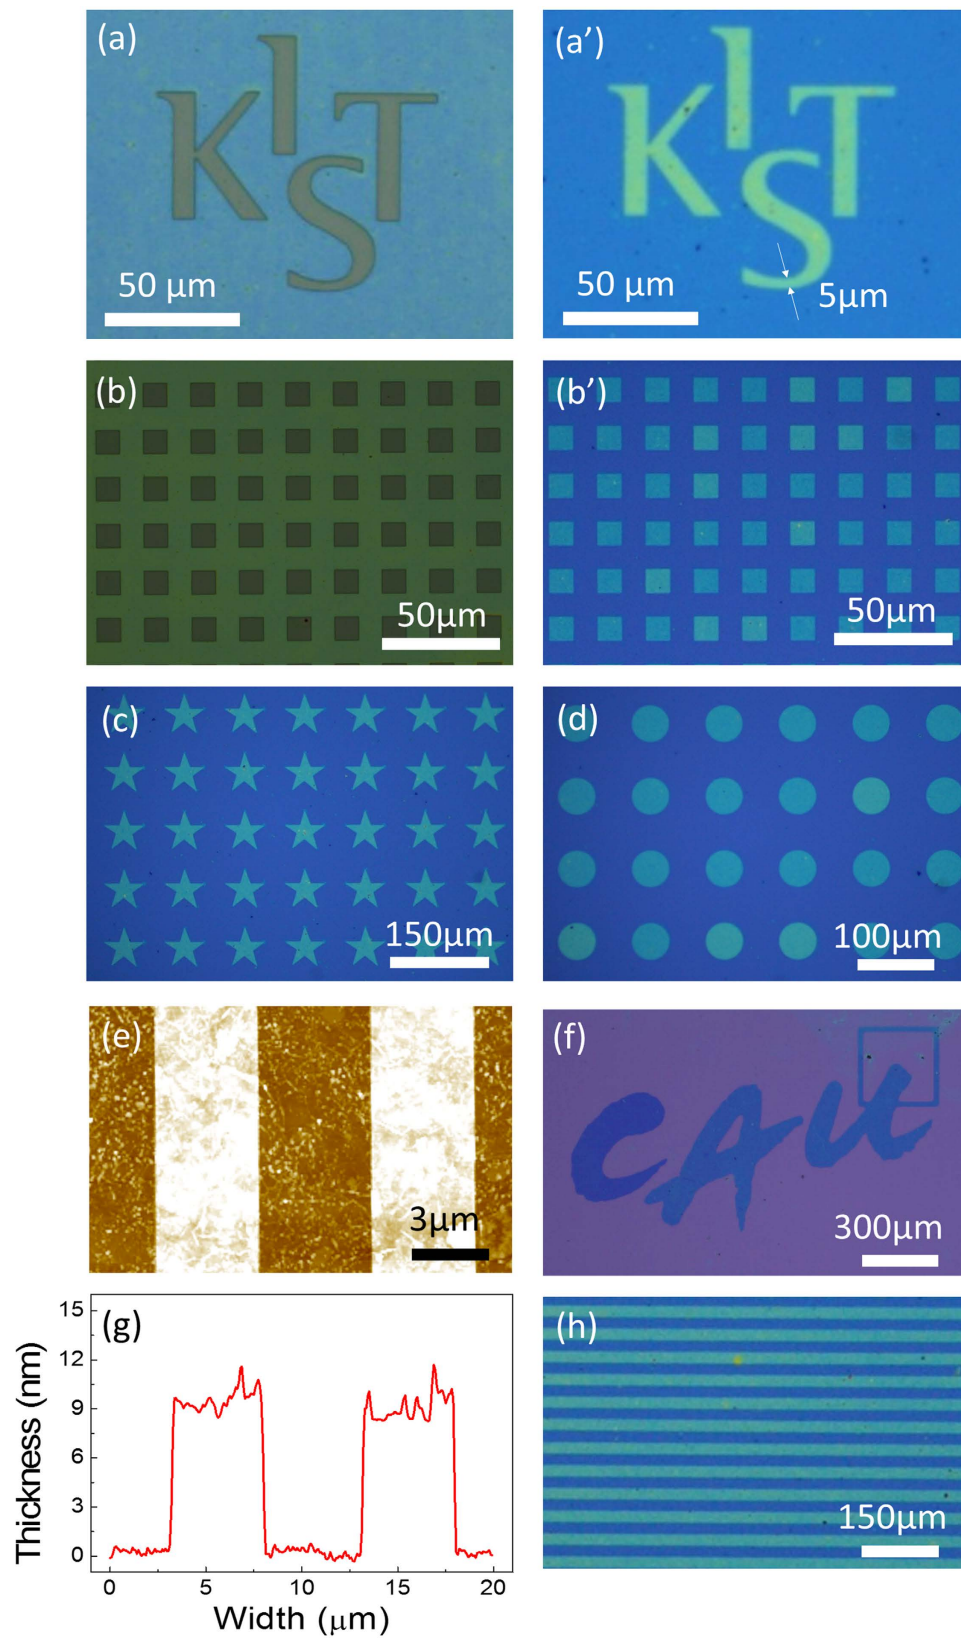 (a)
KIST
50 μm
(a’)
KIST
5μm
50 μm
(b)
50μm
(b’)
50μm
(c)
150μm
(d)
100μm
(e)
3μm
(f)
CAU
300μm
(g)
15
12
9
6
3
0
Thickness (nm)
0 5 10 15 20
Width (μm)
(h)
150μm